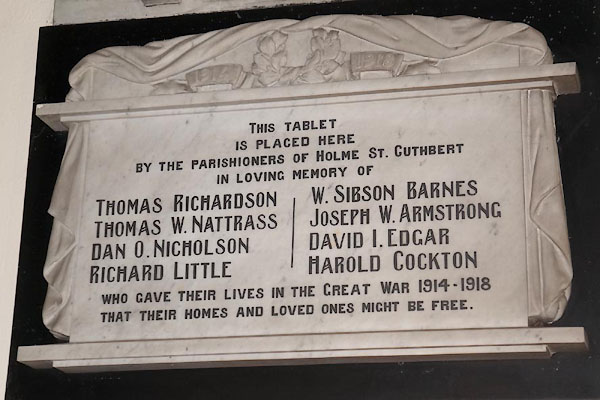 THIS TABLET
IS PLACED HERE
BY THE PARISHIONERS OF HOLME ST. CUTHBERT
IN LOVING MEMORY OF
THOMAS RICHARDSON
THOMAS W. NATTRASS
DAN O. NICHOLSON
RICHARD LITTLE
W. SIBSON BARNES
JOSEPH W. ARMSTRONG
DAVID I. EDGAR
HAROLD COCKTON
WHO GAVE THEIR LIVES IN THE GREAT WAR 1914-1918
THAT THEIR HOMES AND LOVED ONES MIGHT BE FREE.